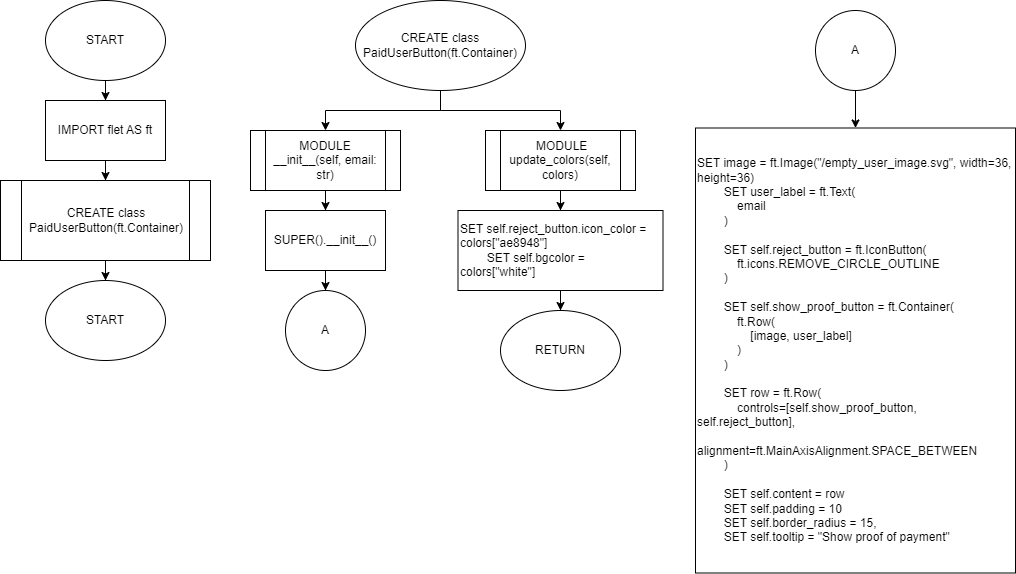 START
IMPORT flet AS ft
CREATE class
PaidUserButton(ft.Container)
START
CREATE class
PaidUserButton(ft.Container)
MODULE
__init__(self, email:
str)
SUPER().__init__()
A
MODULE
update_colors(self,
colors)
SET self.reject_button.icon_color =
colors["ae8948"]
SET self.bgcolor =
colors["white"]
RETURN
A
SET image = ft.Image("/empty_user_image.svg", width=36,
height=36)
SET user_label = ft.Text(
email
)
SET self.reject_button = ft.IconButton(
ft.icons.REMOVE_CIRCLE_OUTLINE
)
SET self.show_proof_button = ft.Container(
ft.Row(
[image, user_label]
)
)
SET row = ft.Row(
controls=[self.show_proof_button,
self.reject_button],
alignment=ft.MainAxisAlignment.SPACE_BETWEEN
)
SET self.content = row
SET self.padding = 10
SET self.border_radius = 15,
SET self.tooltip = "Show proof of payment"